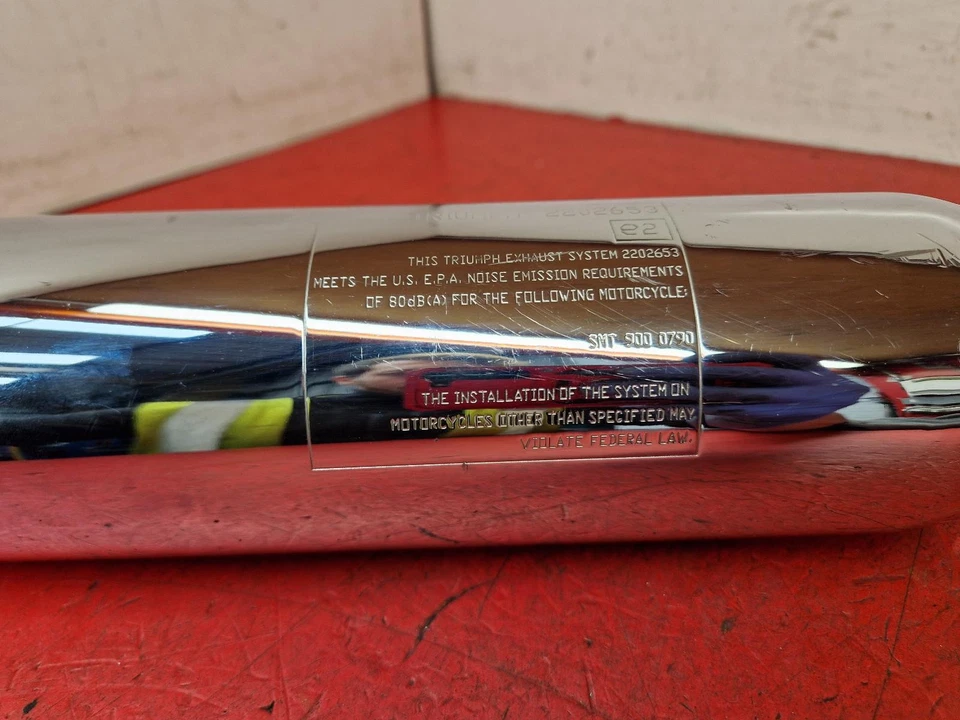 TRIUMPH 2202653
e2
THIS TRIUMPH EXHAUST SYSTEM 2202653
MEETS THE U.S. E.P.A. NOISE EMISSION REQUIREMENTS
OF 80dB(A) FOR THE FOLLOWING MOTORCYCLE:
SMT 900 0790
THE INSTALLATION OF THE SYSTEM ON
MOTORCYCLES OTHER THAN SPECIFIED MAY
VIOLATE FEDERAL LAW.